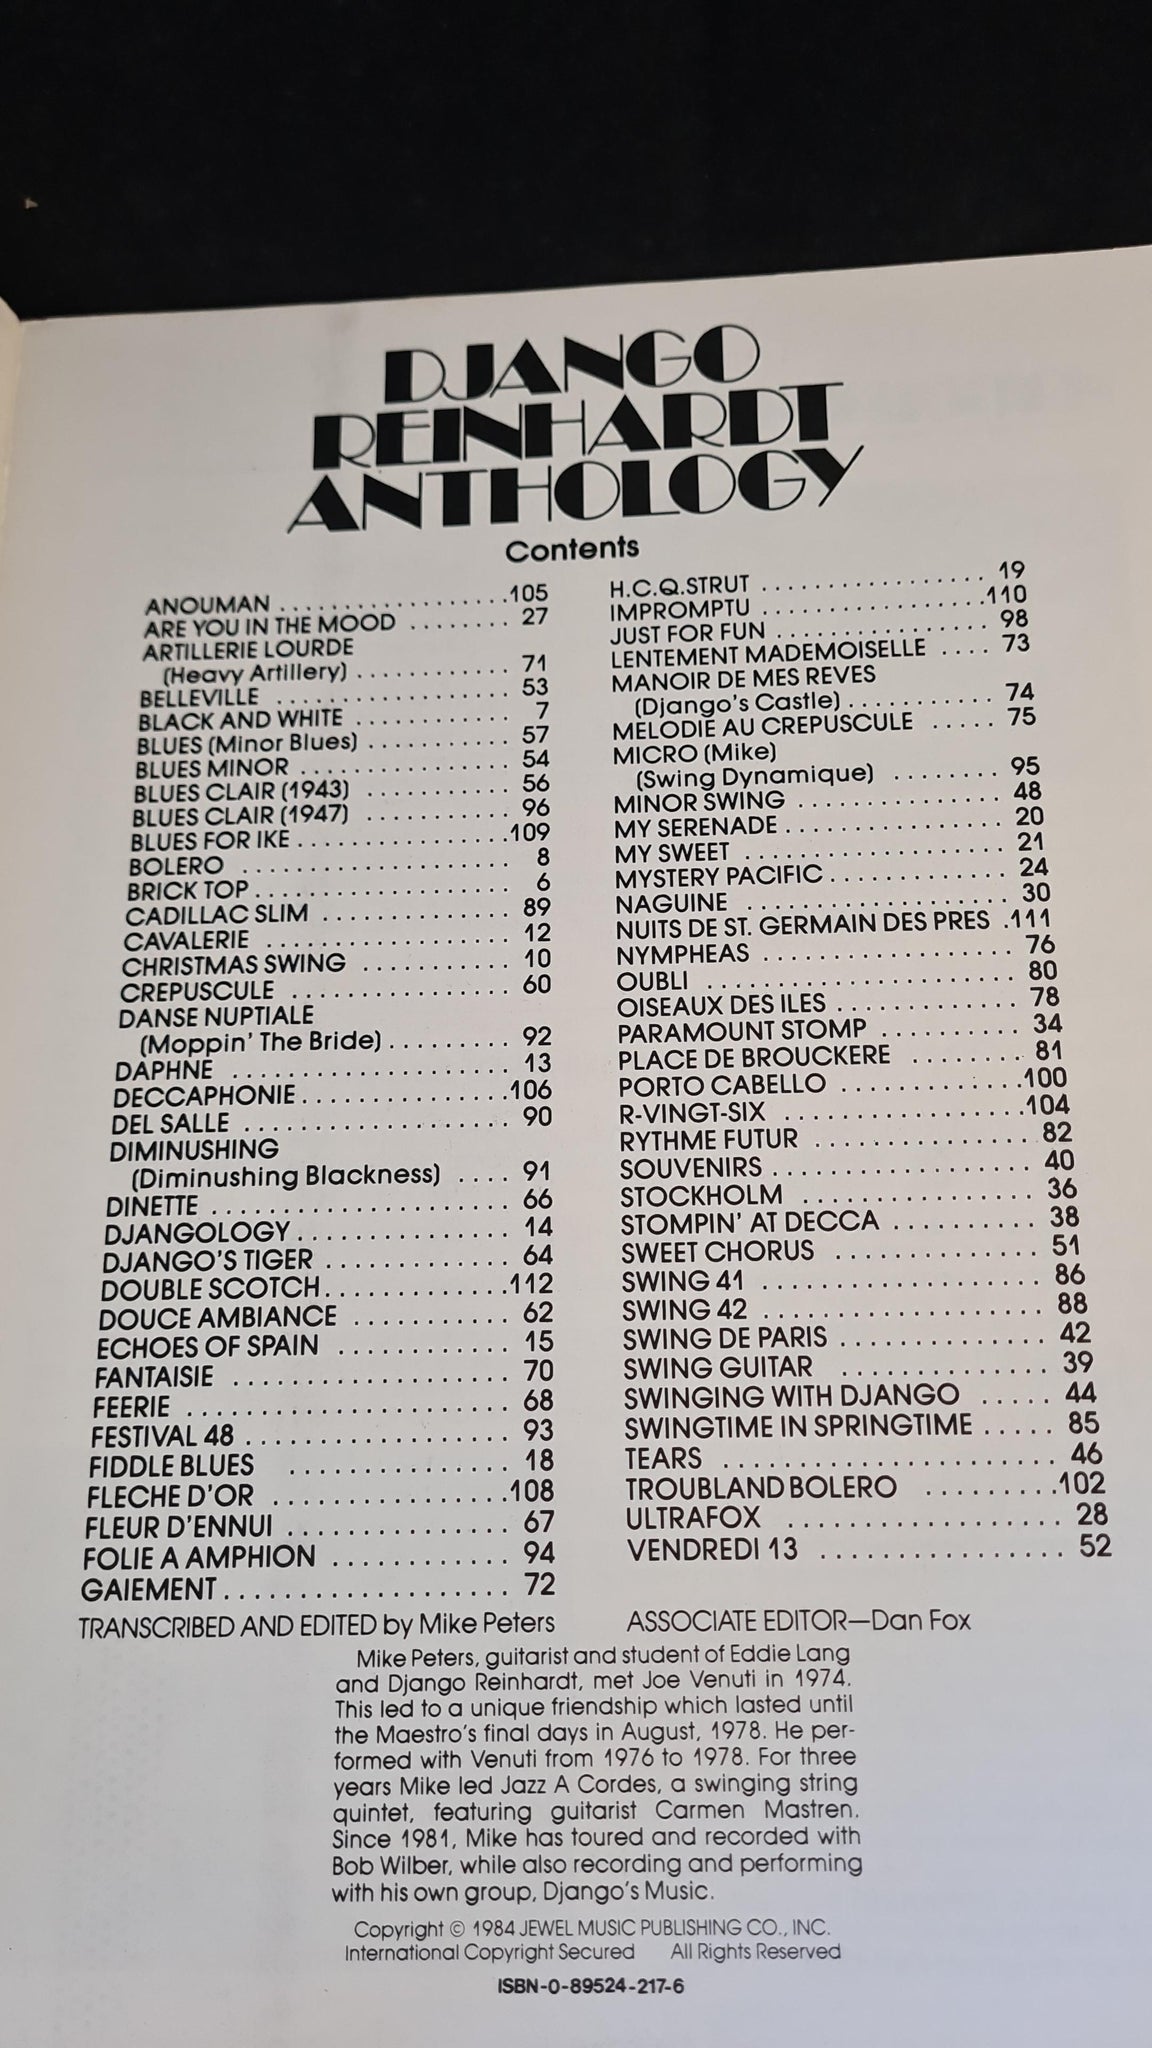 DJANGO
REINHARDT
ANTHOLOGY
Contents
ANOUMAN . . . . . . . . . . . . . . . . . . .105
ARE YOU IN THE MOOD . . . . . . . . 27
ARTILLERIE LOURDE
(Heavy Artillery) . . . . . . . . . . . . 71
BELLEVILLE . . . . . . . . . . . . . . . . . . 53
BLACK AND WHITE . . . . . . . . . . . . 7
BLUES (Minor Blues) . . . . . . . . . . . 57
BLUES MINOR . . . . . . . . . . . . . . . . 54
BLUES CLAIR (1943) . . . . . . . . . . . 56
BLUES CLAIR (1947) . . . . . . . . . . . 96
BLUES FOR IKE . . . . . . . . . . . . . . . .109
BOLERO . . . . . . . . . . . . . . . . . . . . 8
BRICK TOP . . . . . . . . . . . . . . . . . . . 6
CADILLAC SLIM . . . . . . . . . . . . . . 89
CAVALERIE . . . . . . . . . . . . . . . . . . 12
CHRISTMAS SWING . . . . . . . . . . . 10
CREPUSCULE . . . . . . . . . . . . . . . . 60
DANSE NUPTIALE
(Moppin' The Bride) . . . . . . . . . 92
DAPHNE . . . . . . . . . . . . . . . . . . . . 13
DECCAPHONIE . . . . . . . . . . . . . . . .106
DEL SALLE . . . . . . . . . . . . . . . . . . . 90
DIMINUSHING
(Diminushing Blackness) . . . . 91
DINETTE . . . . . . . . . . . . . . . . . . . . . 66
DJANGOLOGY . . . . . . . . . . . . . . . 14
DJANGO'S TIGER . . . . . . . . . . . . . 64
DOUBLE SCOTCH . . . . . . . . . . . . . .112
DOUCE AMBIANCE . . . . . . . . . . . 62
ECHOES OF SPAIN . . . . . . . . . . . . 15
FANTAISIE . . . . . . . . . . . . . . . . . . . 70
FEERIE . . . . . . . . . . . . . . . . . . . . . . 68
FESTIVAL 48 . . . . . . . . . . . . . . . . . . 93
FIDDLE BLUES . . . . . . . . . . . . . . . 18
FLECHE D'OR . . . . . . . . . . . . . . . . .108
FLEUR D'ENNUI . . . . . . . . . . . . . . . 67
FOLIE A AMPHION . . . . . . . . . . . . 94
GAIEMENT . . . . . . . . . . . . . . . . . . . . 72
H.C.Q.STRUT . . . . . . . . . . . . . . . . . 19
IMPROMPTU . . . . . . . . . . . . . . . . . .110
JUST FOR FUN . . . . . . . . . . . . . . . . 98
LENTEMENT MADEMOISELLE . . . . 73
MANOIR DE MES REVES
(Django's Castle) . . . . . . . . . . . 74
MELODIE AU CREPUSCULE . . . . . 75
MICRO (Mike)
(Swing Dynamique) . . . . . . . . 95
MINOR SWING . . . . . . . . . . . . . . . 48
MY SERENADE . . . . . . . . . . . . . . . . 20
MY SWEET . . . . . . . . . . . . . . . . . . . 21
MYSTERY PACIFIC . . . . . . . . . . . . . 24
NAGUINE . . . . . . . . . . . . . . . . . . . 30
NUITS DE ST. GERMAIN DES PRES .111
NYMPHEAS . . . . . . . . . . . . . . . . . . 76
OUBLI . . . . . . . . . . . . . . . . . . . . . . 80
OISEAUX DES ILES . . . . . . . . . . . . . 78
PARAMOUNT STOMP . . . . . . . . . . 34
PLACE DE BROUCKERE . . . . . . . . 81
PORTO CABELLO . . . . . . . . . . . . .100
R-VINGT-SIX . . . . . . . . . . . . . . . . .104
RYTHME FUTUR . . . . . . . . . . . . . . . 82
SOUVENIRS . . . . . . . . . . . . . . . . . . 40
STOCKHOLM . . . . . . . . . . . . . . . . 36
STOMPIN' AT DECCA . . . . . . . . . . 38
SWEET CHORUS . . . . . . . . . . . . . . 51
SWING 41 . . . . . . . . . . . . . . . . . . . 86
SWING 42 . . . . . . . . . . . . . . . . . . . 88
SWING DE PARIS . . . . . . . . . . . . . . 42
SWING GUITAR . . . . . . . . . . . . . . 39
SWINGING WITH DJANGO . . . . . 44
SWINGTIME IN SPRINGTIME . . . . . 85
TEARS . . . . . . . . . . . . . . . . . . . . . . 46
TROUBLAND BOLERO . . . . . . . . .102
ULTRAFOX . . . . . . . . . . . . . . . . . . 28
VENDREDI 13 . . . . . . . . . . . . . . . . 52
TRANSCRIBED AND EDITED by Mike Peters
ASSOCIATE EDITOR—Dan Fox
Mike Peters, guitarist and student of Eddie Lang
and Django Reinhardt, met Joe Venuti in 1974.
This led to a unique friendship which lasted until
the Maestro's final days in August, 1978. He per-
formed with Venuti from 1976 to 1978. For three
years Mike led Jazz A Cordes, a swinging string
quintet, featuring guitarist Carmen Mastren.
Since 1981, Mike has toured and recorded with
Bob Wilber, while also recording and performing
with his own group, Django's Music.
Copyright © 1984 JEWEL MUSIC PUBLISHING CO., INC.
International Copyright Secured All Rights Reserved
ISBN-0-89524-217-6